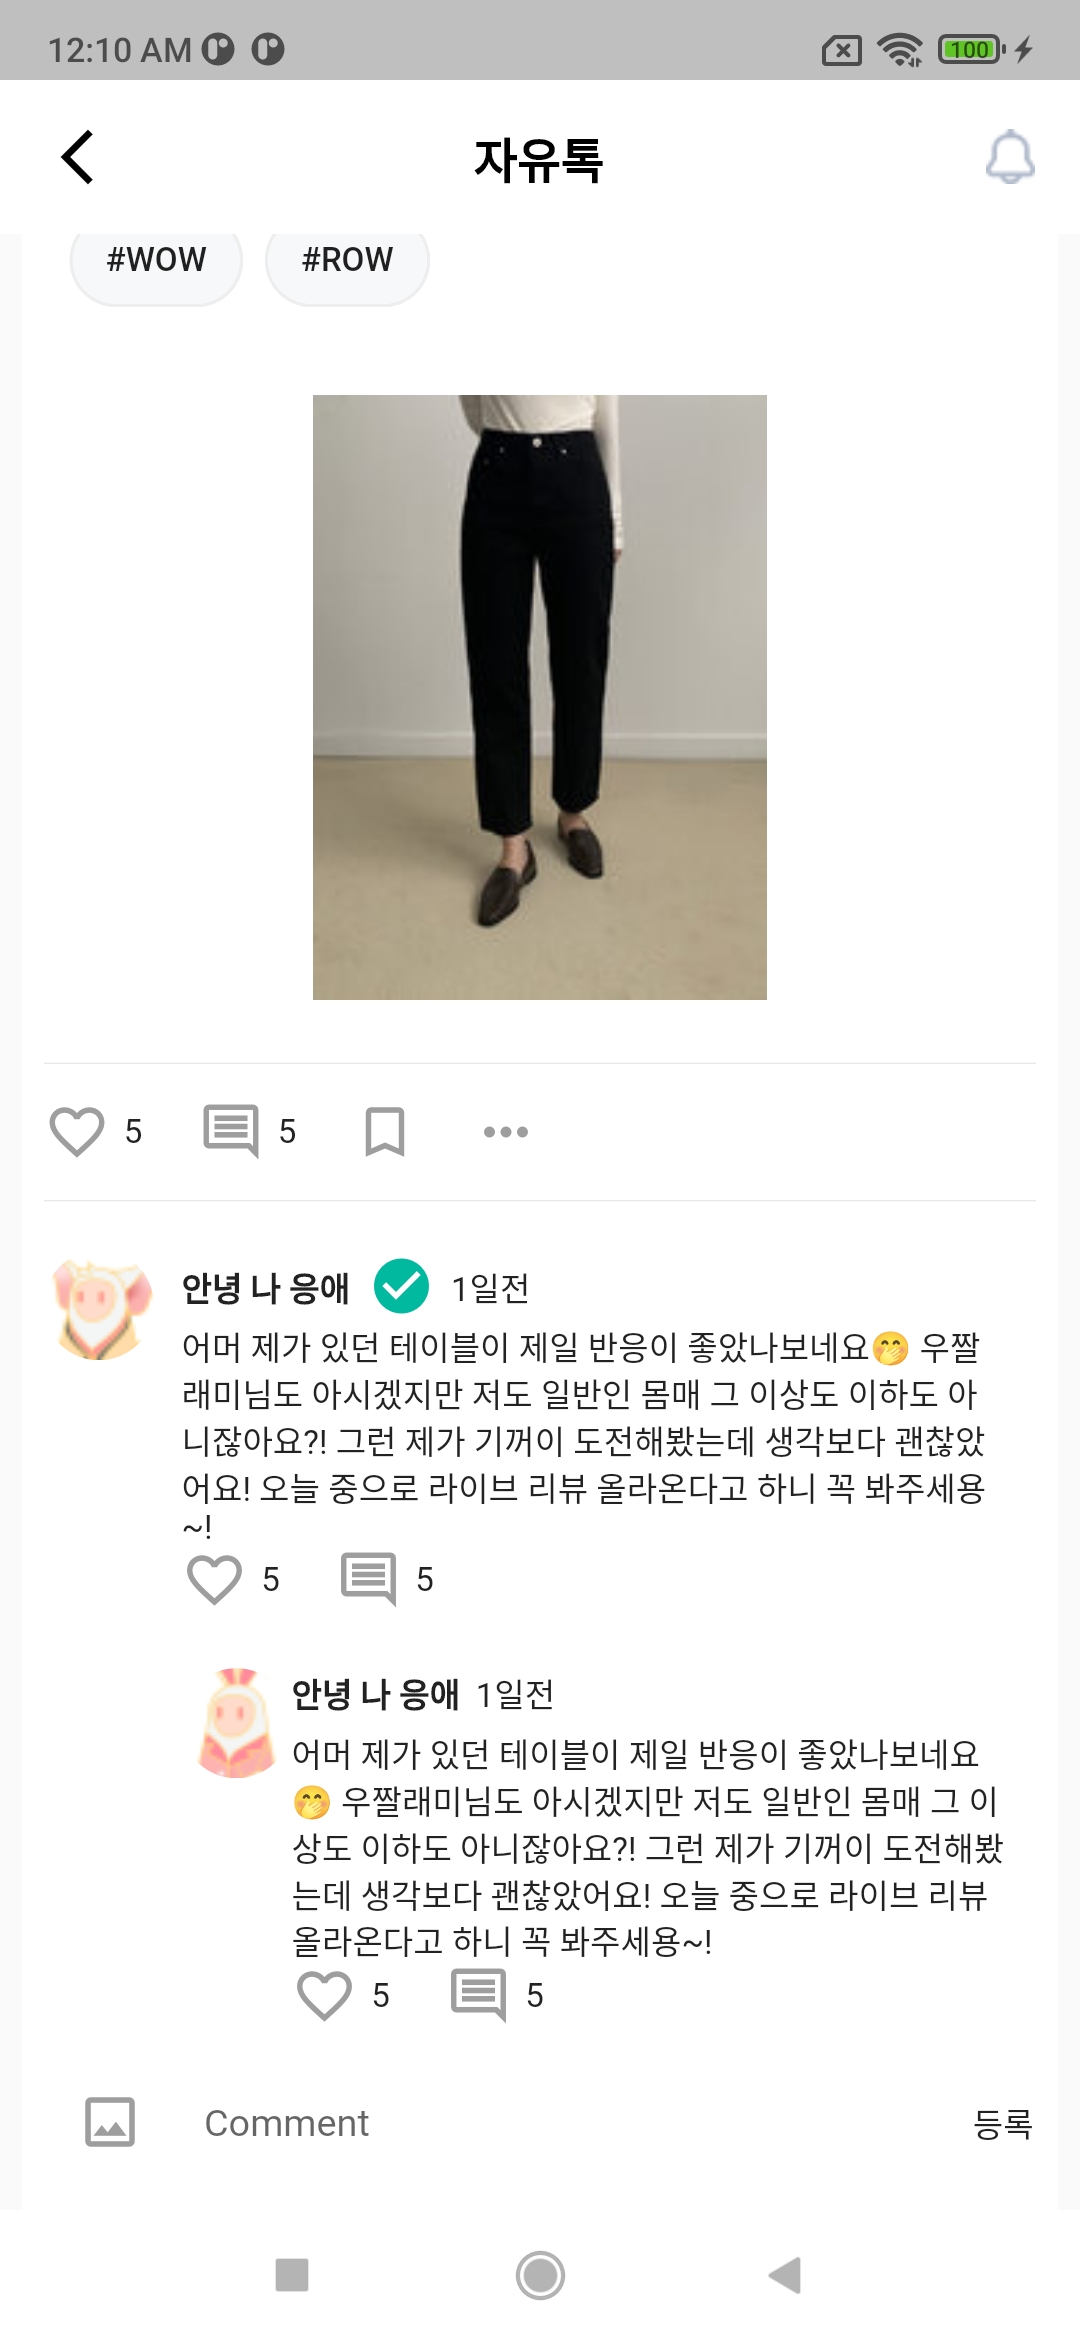 12:10 AM
100
자유톡
#WOW #ROW
5 5
안녕 나 응애 1일전
어머 제가 있던 테이블이 제일 반응이 좋았나보네요🤭 우짤
래미님도 아시겠지만 저도 일반인 몸매 그 이상도 이하도 아
니잖아요?! 그런 제가 기꺼이 도전해봤는데 생각보다 괜찮았
어요! 오늘 중으로 라이브 리뷰 올라온다고 하니 꼭 봐주세용
~!
5 5
안녕 나 응애 1일전
어머 제가 있던 테이블이 제일 반응이 좋았나보네요
🤭 우짤래미님도 아시겠지만 저도 일반인 몸매 그 이
상도 이하도 아니잖아요?! 그런 제가 기꺼이 도전해봤
는데 생각보다 괜찮았어요! 오늘 중으로 라이브 리뷰
올라온다고 하니 꼭 봐주세용~!
5 5
Comment 등록